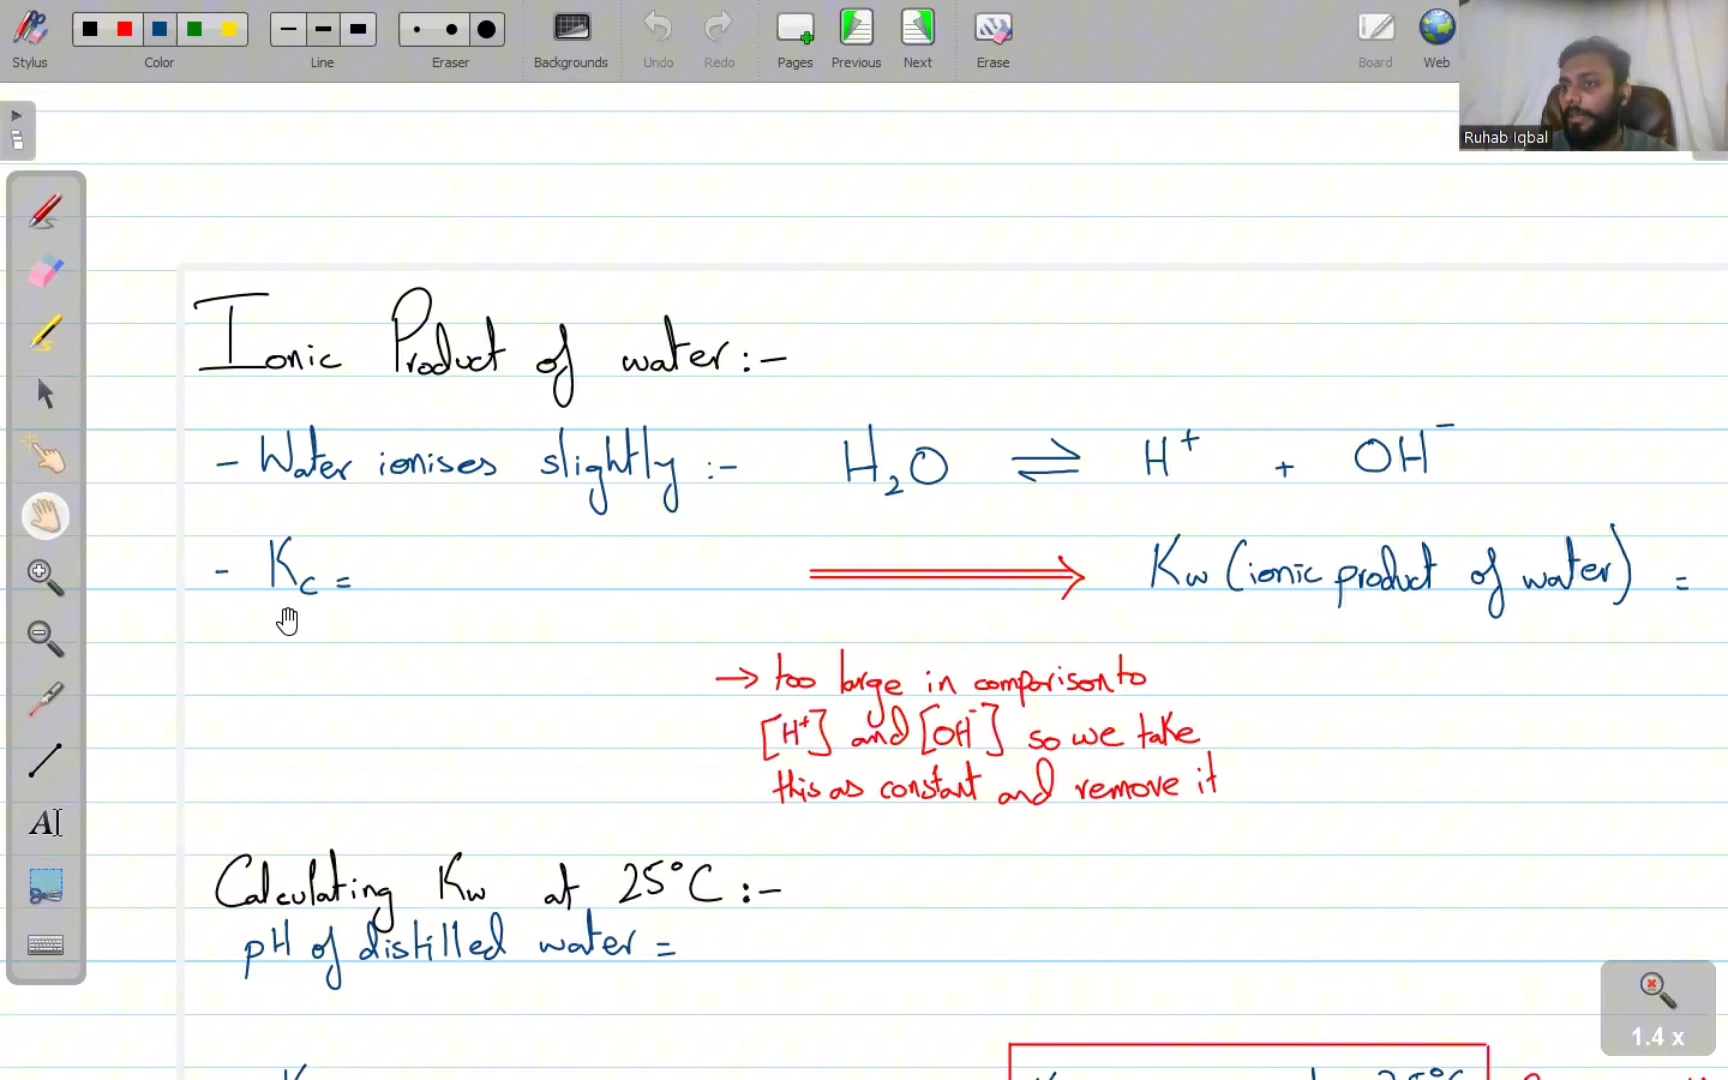 Stylus
Color
Line
Eraser
Backgrounds
Undo
Redo
Pages
Previous
Next
Erase
Board
Web
Ruhab Iqbal
Ionic Product of water:-
- Water ionises slightly :- H₂O ⇌ H⁺ + OH⁻
- Kc = ⟹ Kw (ionic product of water) =
→ too large in comparison to
[H⁺] and [OH⁻] so we take
this as constant and remove it
Calculating Kw at 25°C :-
pH of distilled water =
1.4 x